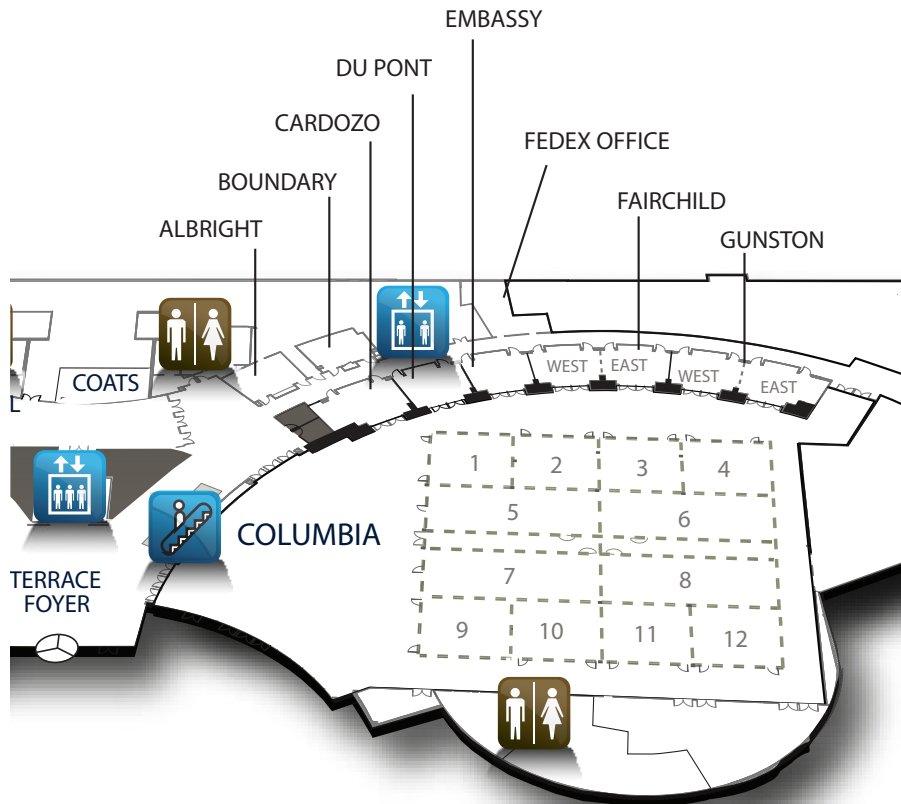 EMBASSY
DU PONT
CARDOZO
FEDEX OFFICE
BOUNDARY
FAIRCHILD
ALBRIGHT
GUNSTON
WEST
EAST
WEST
EAST
COATS
L
1
2
3
4
5
6
COLUMBIA
7
8
TERRACE
FOYER
9
10
11
12